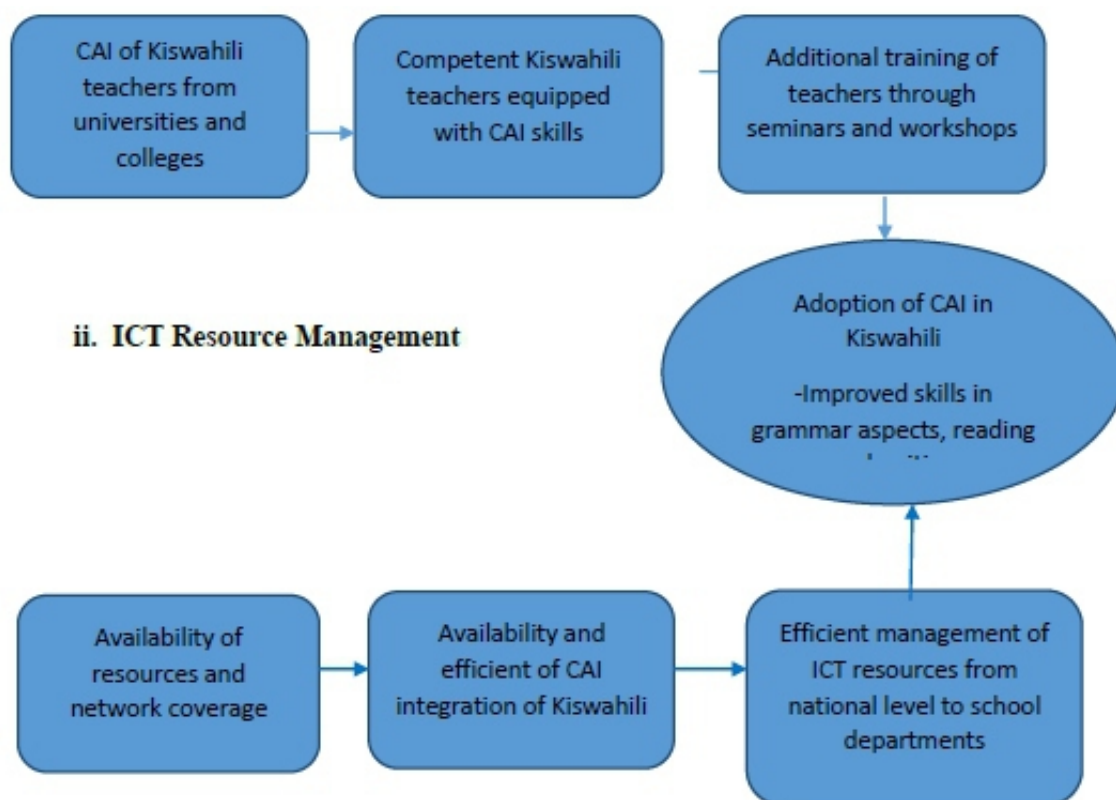 CAI of Kiswahili
teachers from
universities and
colleges
Competent Kiswahili
teachers equipped
with CAI skills
Additional training of
teachers through
seminars and workshops
ii. ICT Resource Management
Adoption of CAI in
Kiswahili
-Improved skills in
grammar aspects, reading
Availability of
resources and
network coverage
Availability and
efficient of CAI
integration of Kiswahili
Efficient management of
ICT resources from
national level to school
departments